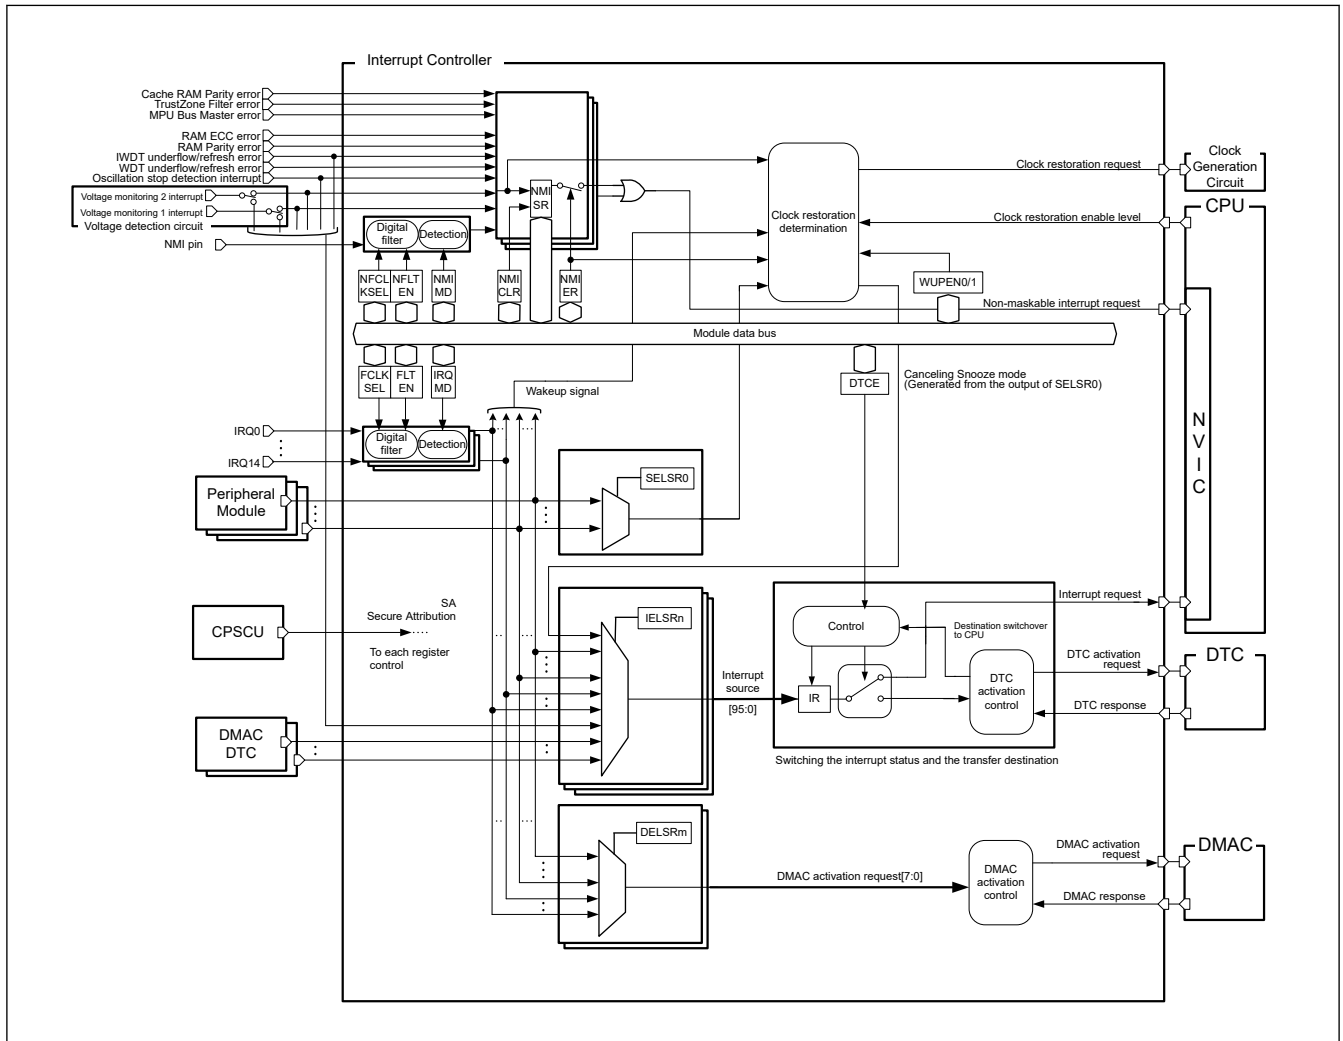 Interrupt Controller
Cache RAM Parity error
TrustZone Filter error
MPU Bus Master error
RAM ECC error
RAM Parity error
IWDT underflow/refresh error
WDT underflow/refresh error
Oscillation stop detection interrupt
Voltage monitoring 2 interrupt
Voltage monitoring 1 interrupt
Voltage detection circuit
NMI pin
Digital
filter
Detection
NMI
SR
NFCL
KSEL
NFLT
EN
NMI
MD
NMI
CLR
NMI
ER
Clock restoration
determination
WUPEN0/1
Clock restoration request
Clock restoration enable level
Non-maskable interrupt request
Clock
Generation
Circuit
CPU
N
V
I
C
Module data bus
FCLK
SEL
FLT
EN
IRQ
MD
Wakeup signal
DTCE
Canceling Snooze mode
(Generated from the output of SELSR0)
IRQ0
IRQ14
Digital
filter
Detection
Peripheral
Module
SELSR0
CPSCU
SA
Secure Attribution
To each register
control
IELSRn
Interrupt
source
[95:0]
Control
Destination switchover
to CPU
IR
DTC
activation
control
Switching the interrupt status and the transfer destination
Interrupt request
DTC activation
request
DTC response
DTC
DMAC
DTC
DELSRm
DMAC activation request[7:0]
DMAC
activation
control
DMAC activation
request
DMAC response
DMAC